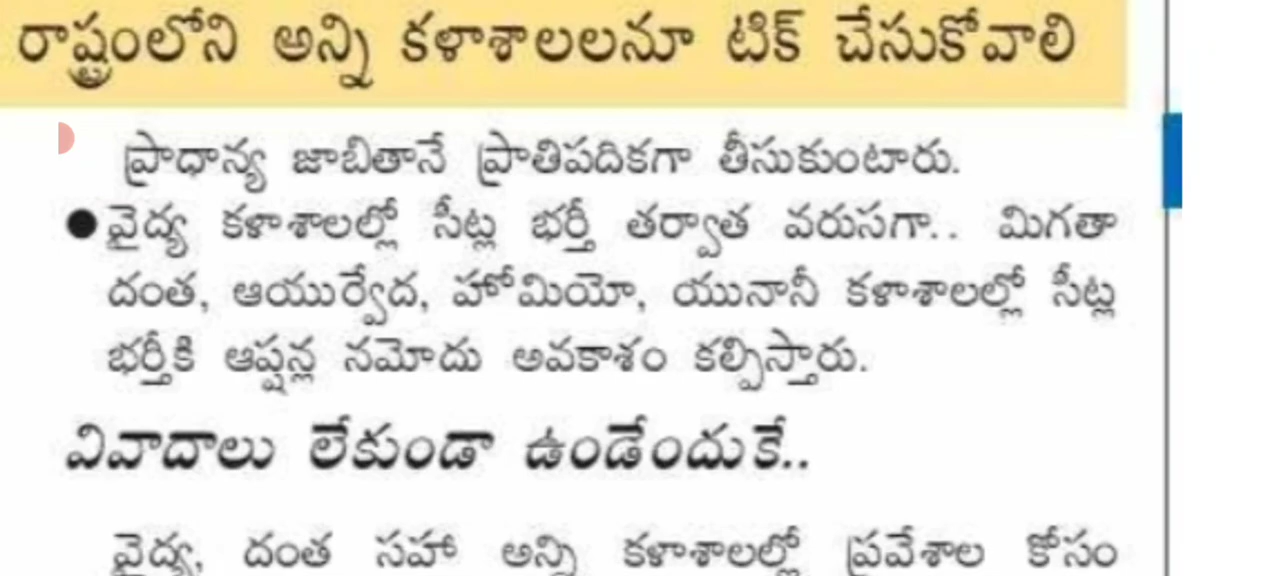 రాష్ట్రంలోని అన్ని కళాశాలలనూ టిక్ చేసుకోవాలి
ప్రాధాన్య జాబితానే ప్రాతిపదికగా తీసుకుంటారు.
●వైద్య కళాశాలల్లో సీట్ల భర్తీ తర్వాత వరుసగా.. మిగతా
దంత, ఆయుర్వేద, హోమియో, యునానీ కళాశాలల్లో సీట్ల
భర్తీకి ఆప్షన్ల నమోదు అవకాశం కల్పిస్తారు.
వివాదాలు లేకుండా ఉండేందుకే..
వైద్య, దంత సహా అన్ని కళాశాలల్లో ప్రవేశాల కోసం